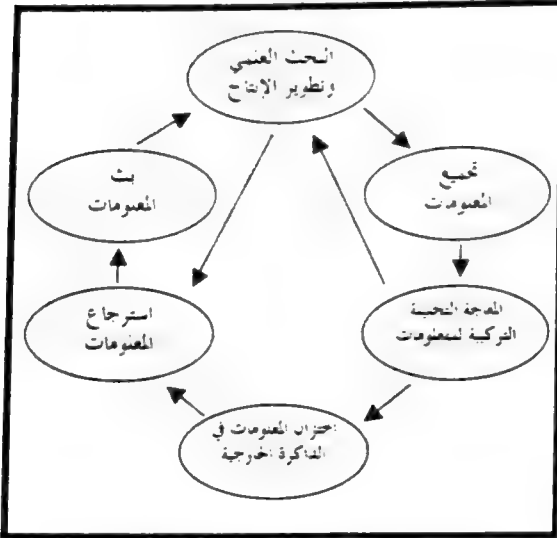 البحث العلمي
وتطوير الإنتاج
تجميع
المعلومات
المعالجة التحليلية
التركيبية للمعلومات
اختزان المعلومات في
الذاكرة الخارجية
استرجاع
المعلومات
بث
المعلومات